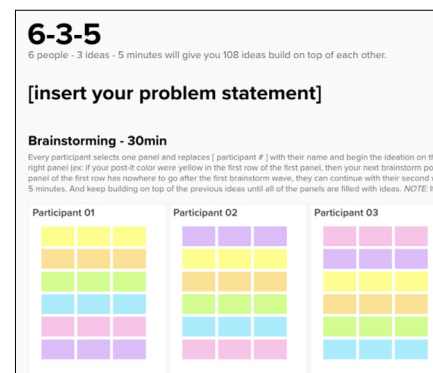 6-3-5
6 people - 3 ideas - 5 minutes will give you 108 ideas build on top of each other.
[insert your problem statement]
Brainstorming - 30min
Every participant selects one panel and replaces [ participant # ] with their name and begin the ideation on th
right panel (ex: if your post-it color were yellow in the first row of the first panel, then your next brainstorm po
panel of the first row has nowhere to go after the first brainstorm wave, they can continue with their second
5 minutes. And keep building on top of the previous ideas until all of the panels are filled with ideas. NOTE:
Participant 01
Participant 02
Participant 03